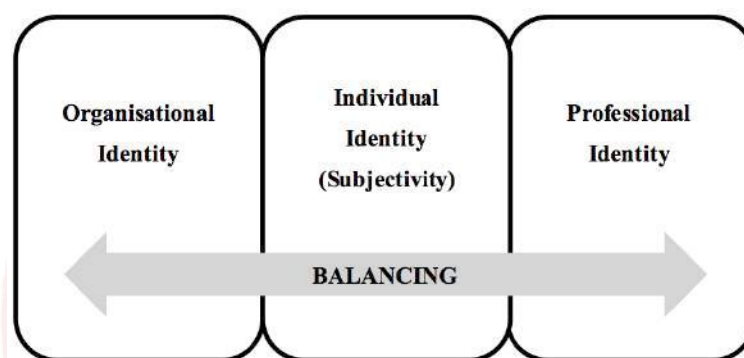 Organisational
Identity
Individual
Identity
(Subjectivity)
Professional
Identity
BALANCING